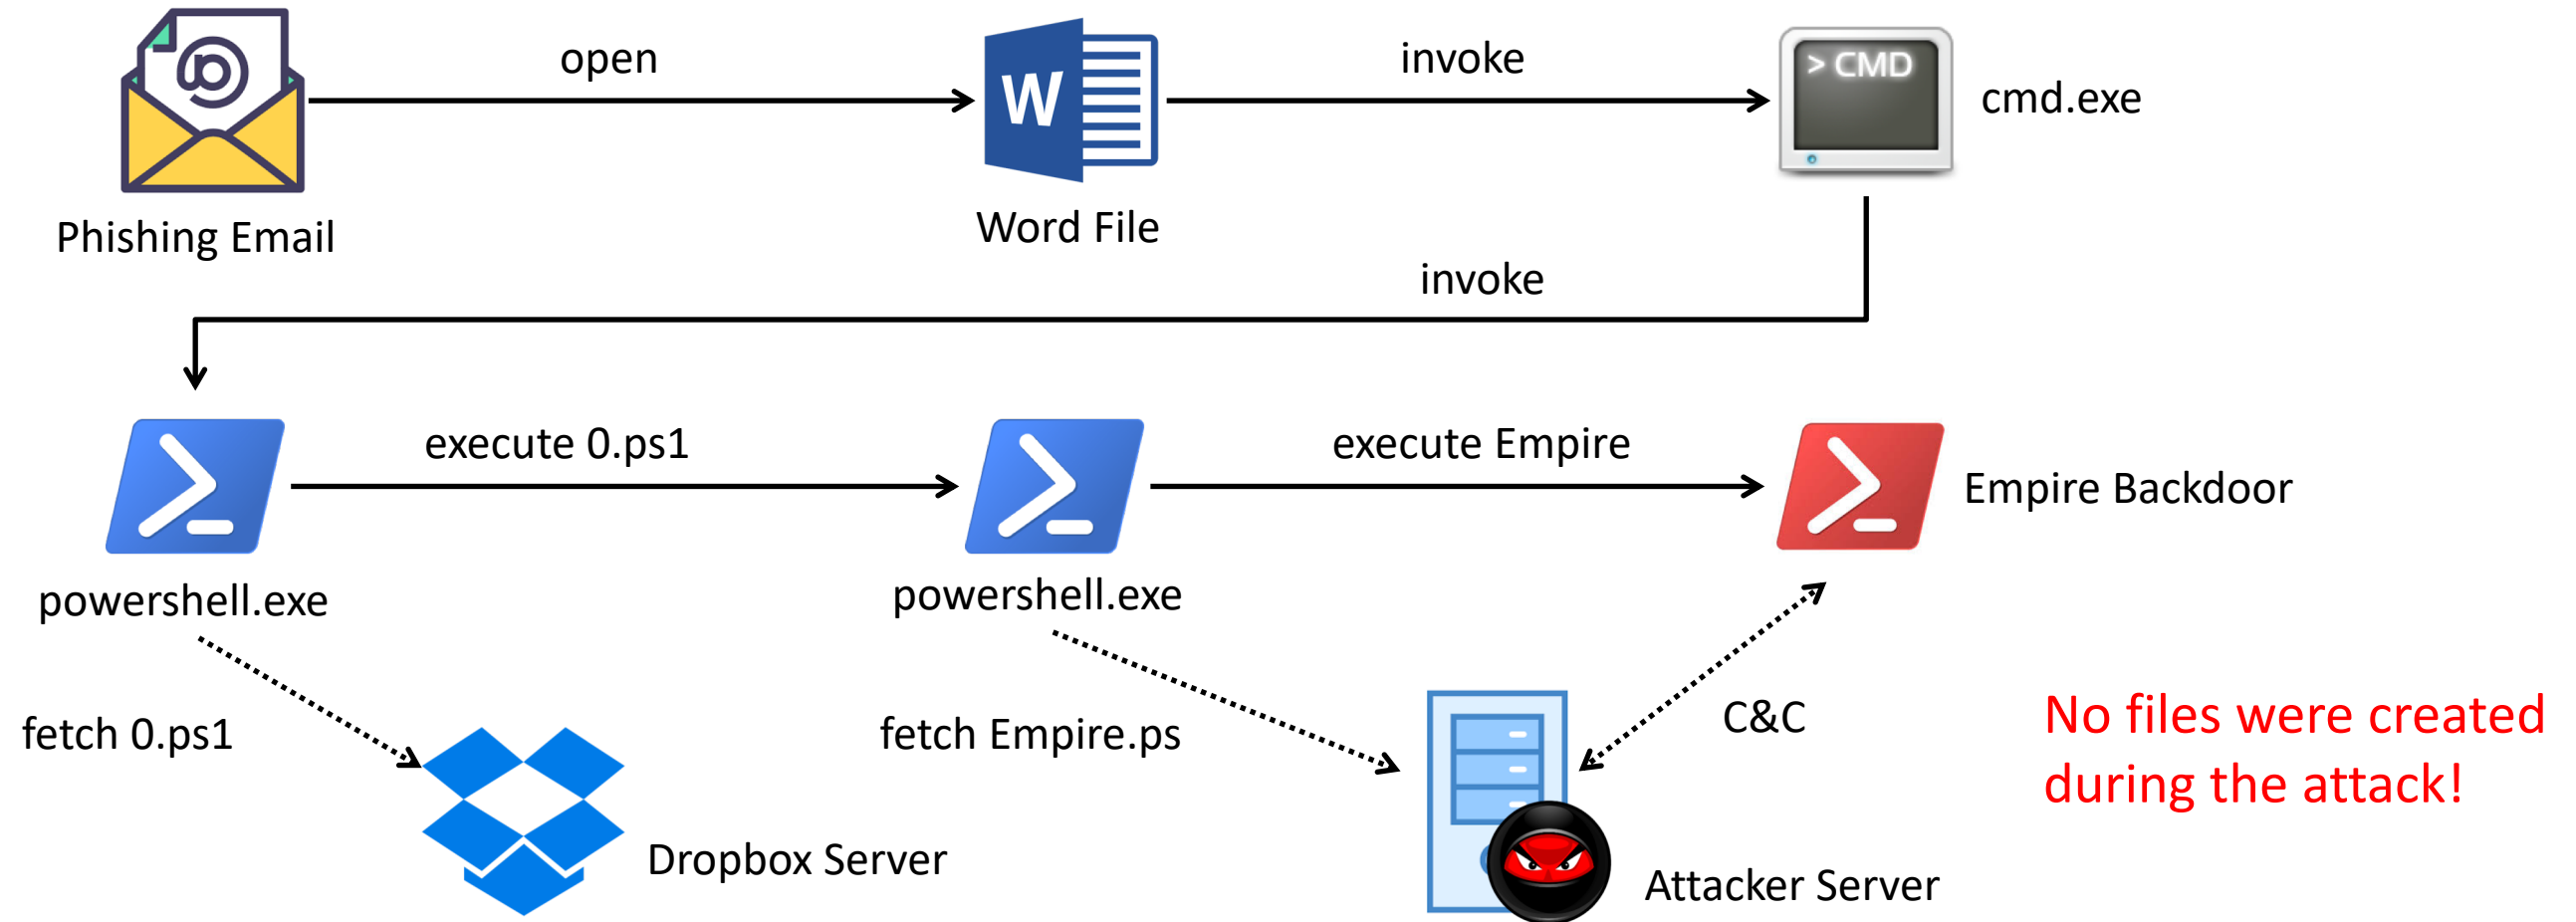 open
invoke
> CMD
cmd.exe
W
Phishing Email
Word File
invoke
execute 0.ps1
execute Empire
Empire Backdoor
powershell.exe
powershell.exe
fetch 0.ps1
fetch Empire.ps
C&C
No files were created
during the attack!
Dropbox Server
Attacker Server